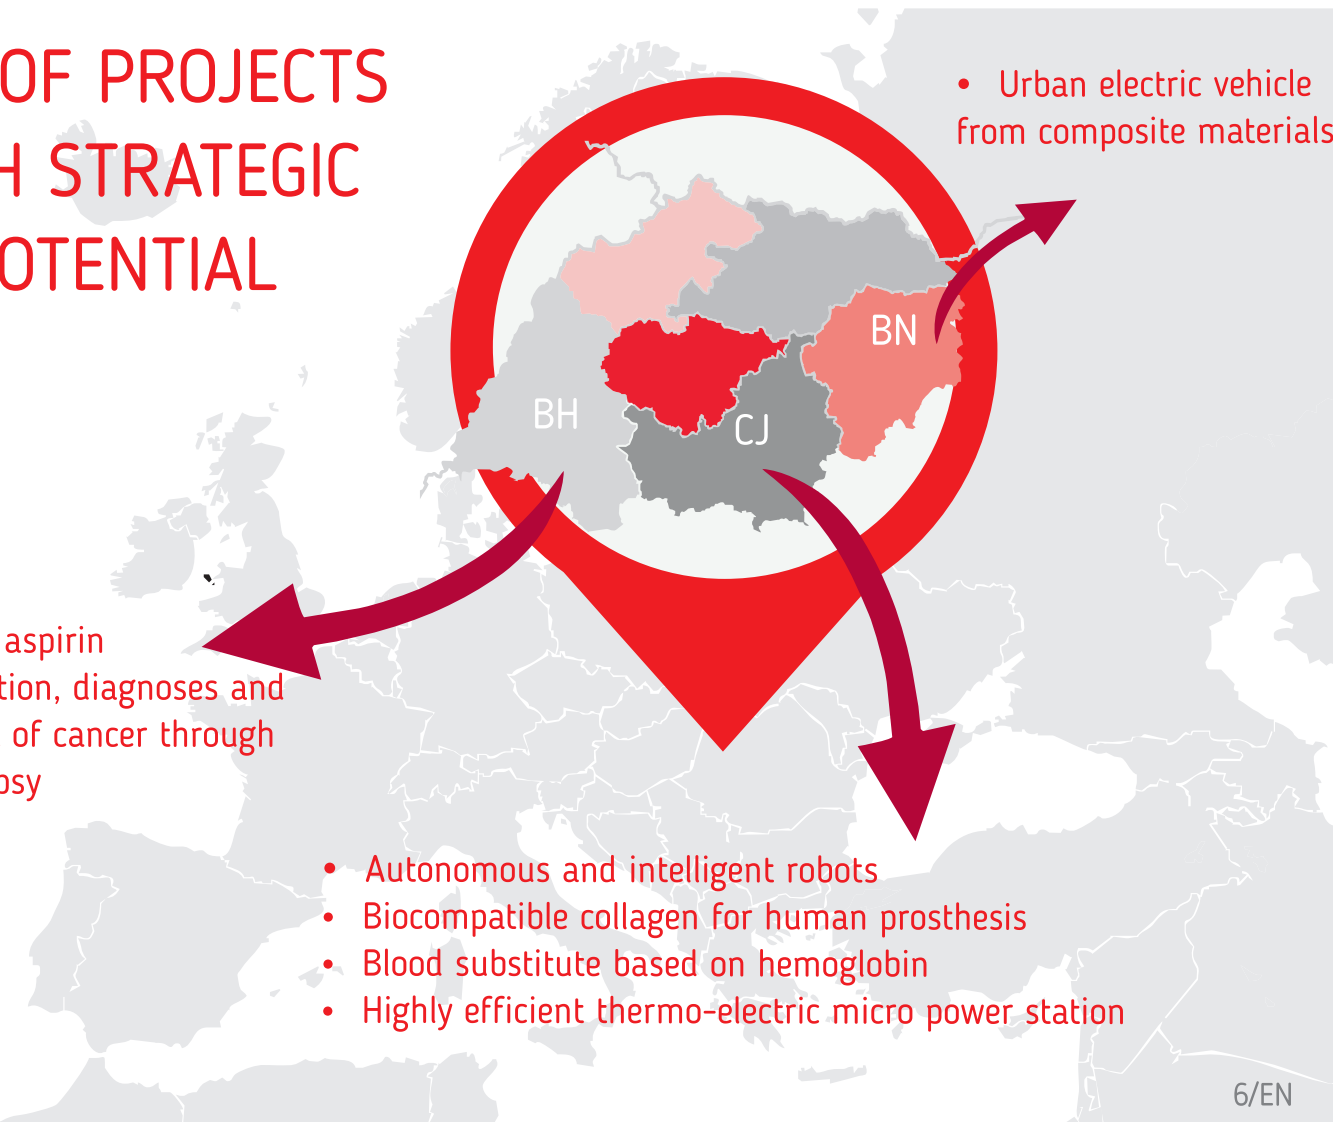 OF PROJECTS
H STRATEGIC
OTENTIAL
• Urban electric vehicle
from composite materials
BN
BH
CJ
aspirin
tion, diagnoses and
of cancer through
psy
• Autonomous and intelligent robots
• Biocompatible collagen for human prosthesis
• Blood substitute based on hemoglobin
• Highly efficient thermo-electric micro power station
6/EN